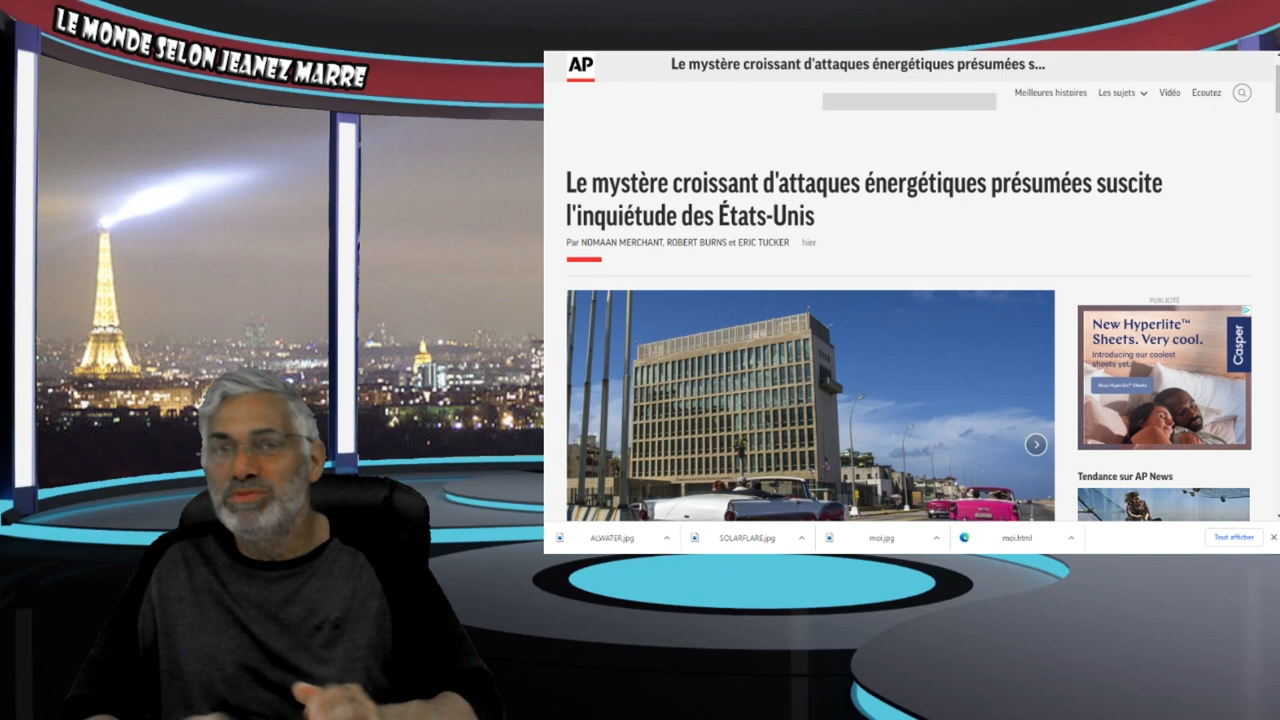 LE MONDE SELON JEANEZ MARRE
AP
Le mystère croissant d'attaques énergétiques présumées s...
Meilleures histoires Les sujets Vidéo Ecoutez
Le mystère croissant d'attaques énergétiques présumées suscite
l'inquiétude des États-Unis
Par NOMAAN MERCHANT, ROBERT BURNS et ERIC TUCKER hier
PUBLICITÉ
New Hyperlite™
Sheets. Very cool.
Introducing our coolest
sheets yet.
Shop Hyperlite™ Sheets
Casper
Tendance sur AP News
ALWATER.jpg
SOLARFLARE.jpg
moi.jpg
moi.html
Tout afficher